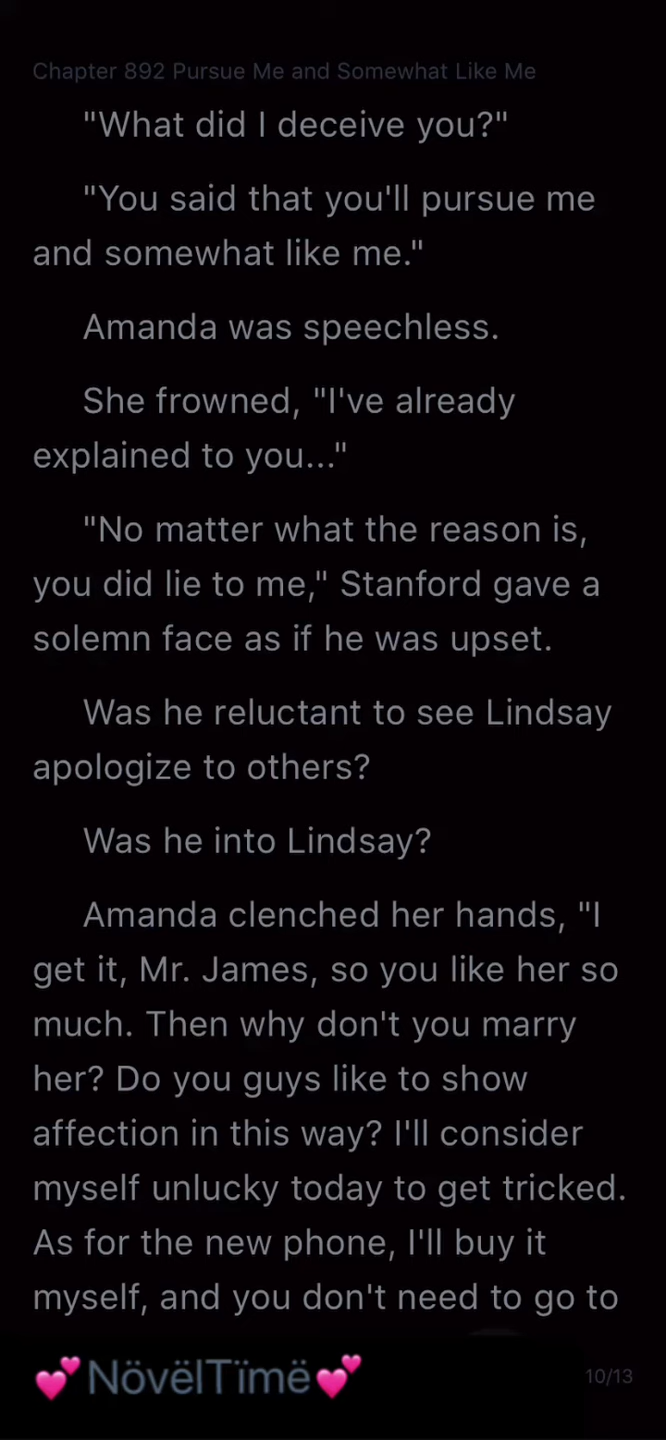 Chapter 892 Pursue Me and Somewhat Like Me
"What did I deceive you?"
"You said that you'll pursue me
and somewhat like me."
Amanda was speechless.
She frowned, "I've already
explained to you..."
"No matter what the reason is,
you did lie to me," Stanford gave a
solemn face as if he was upset.
Was he reluctant to see Lindsay
apologize to others?
Was he into Lindsay?
Amanda clenched her hands, "I
get it, Mr. James, so you like her so
much. Then why don't you marry
her? Do you guys like to show
affection in this way? I'll consider
myself unlucky today to get tricked.
As for the new phone, I'll buy it
myself, and you don't need to go to
💕NövëlTïmë💕
10/13